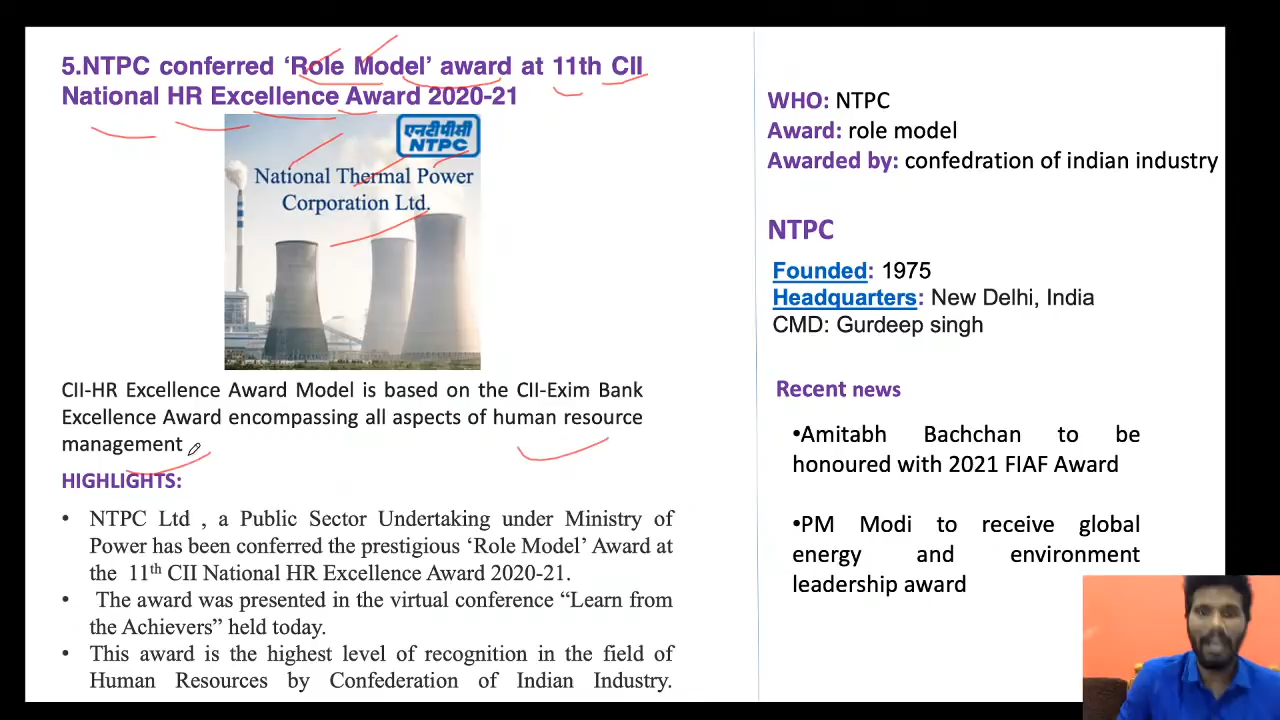 5.NTPC conferred ‘Role Model’ award at 11th CII
National HR Excellence Award 2020-21
एनटीपीसी
NTPC
National Thermal Power
Corporation Ltd.
CII-HR Excellence Award Model is based on the CII-Exim Bank
Excellence Award encompassing all aspects of human resource
management
HIGHLIGHTS:
• NTPC Ltd , a Public Sector Undertaking under Ministry of
Power has been conferred the prestigious ‘Role Model’ Award at
the 11th CII National HR Excellence Award 2020-21.
• The award was presented in the virtual conference “Learn from
the Achievers” held today.
• This award is the highest level of recognition in the field of
Human Resources by Confederation of Indian Industry.
WHO: NTPC
Award: role model
Awarded by: confedration of indian industry
NTPC
Founded: 1975
Headquarters: New Delhi, India
CMD: Gurdeep singh
Recent news
•Amitabh Bachchan to be
honoured with 2021 FIAF Award
•PM Modi to receive global
energy and environment
leadership award